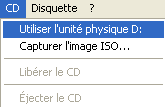 CD Disquette ?
Utiliser l'unité physique D:
Capturer l'image ISO...
Libérer le CD
Éjecter le CD